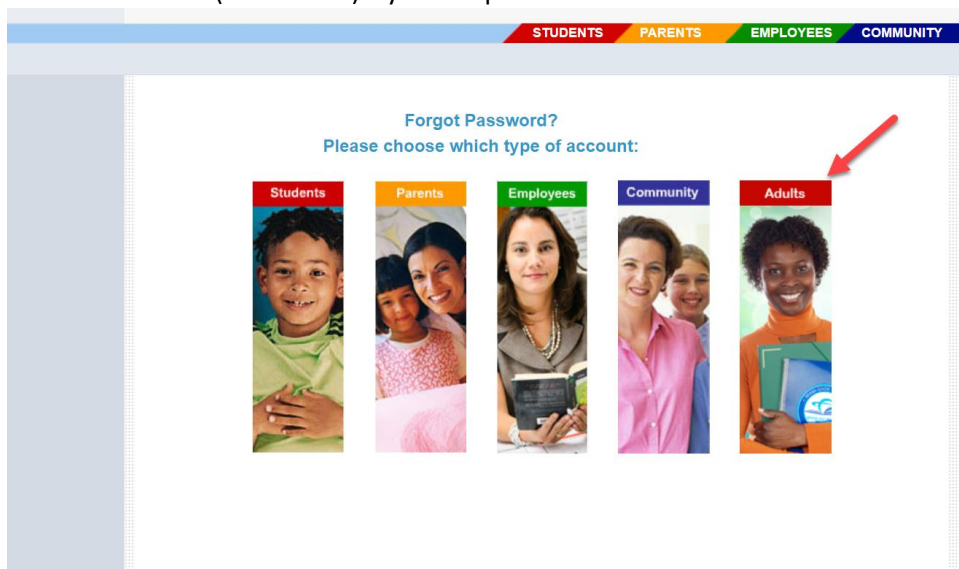 STUDENTS PARENTS EMPLOYEES COMMUNITY
Forgot Password?
Please choose which type of account:
Students Parents Employees Community Adults